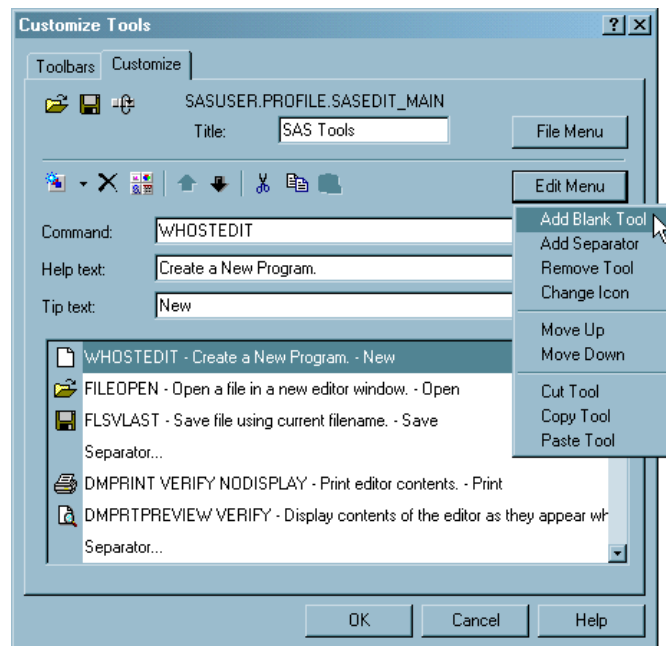 Customize Tools
Toolbars Customize
SASUSER.PROFILE.SASEDIT_MAIN
Title: SAS Tools File Menu
Edit Menu
Add Blank Tool
Add Separator
Remove Tool
Change Icon
Move Up
Move Down
Cut Tool
Copy Tool
Paste Tool
Command: WHOSTEDIT
Help text: Create a New Program.
Tip text: New
WHOSTEDIT - Create a New Program. - New
FILEOPEN - Open a file in a new editor window. - Open
FLSVLAST - Save file using current filename. - Save
Separator...
DMPRINT VERIFY NODISPLAY - Print editor contents. - Print
DMPRTPREVIEW VERIFY - Display contents of the editor as they appear wh
Separator...
OK Cancel Help